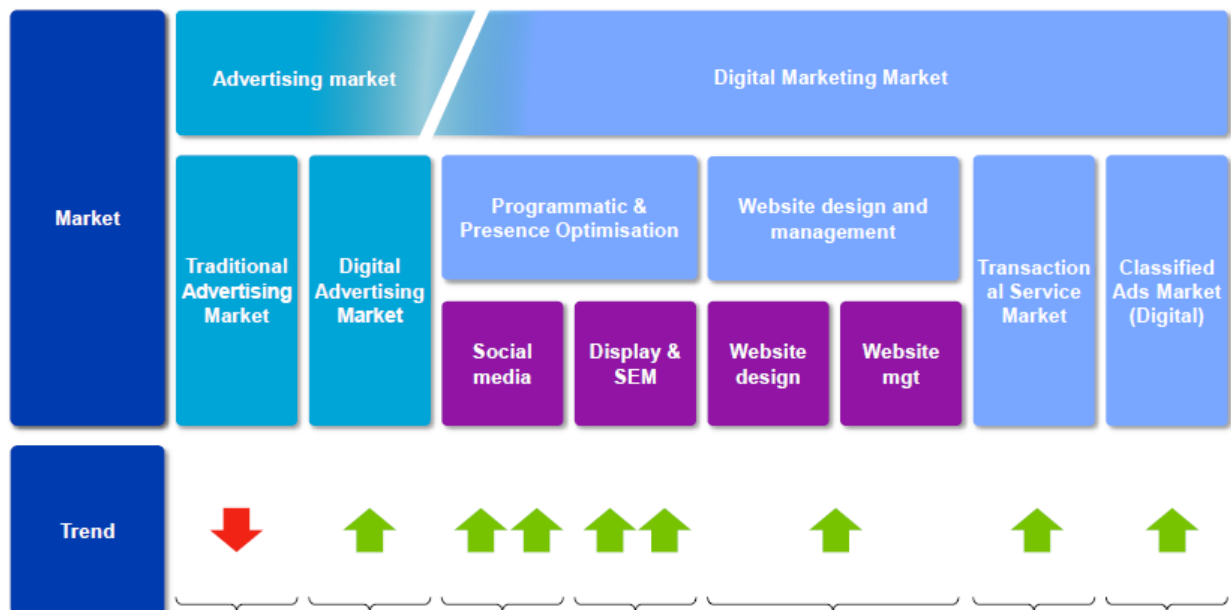 Advertising market
Digital Marketing Market
Market
Traditional
Advertising
Market
Digital
Advertising
Market
Programmatic &
Presence Optimisation
Website design and
management
Transaction
al Service
Market
Classified
Ads Market
(Digital)
Social
media
Display &
SEM
Website
design
Website
mgt
Trend